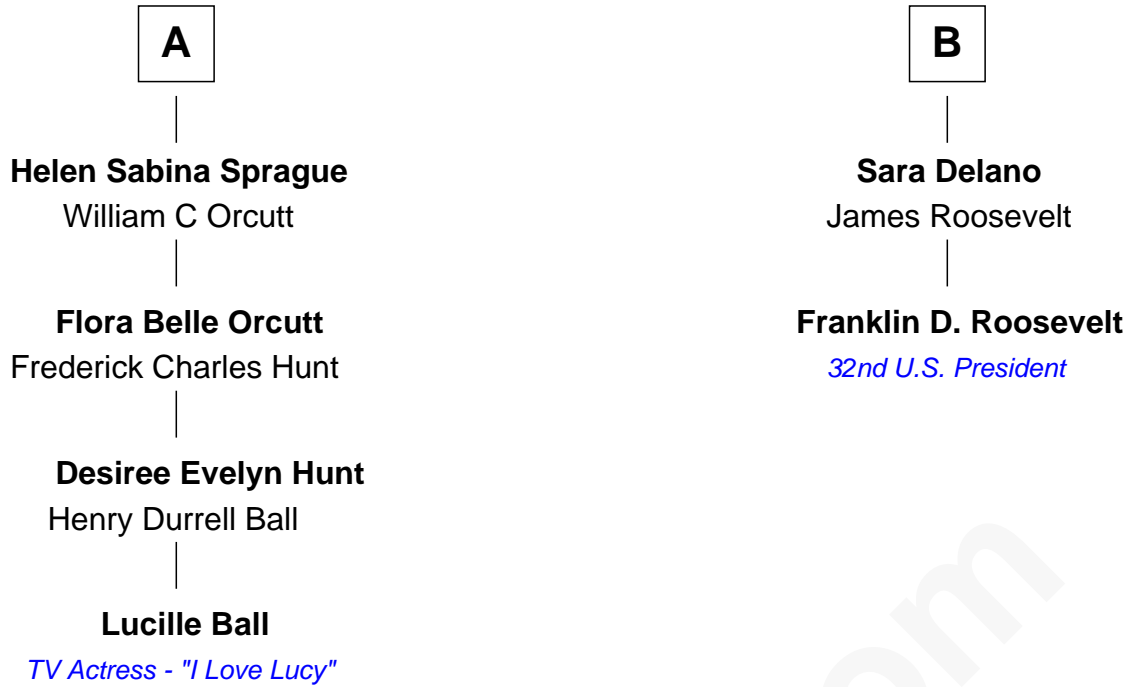 A
Helen Sabina Sprague
William C Orcutt
Flora Belle Orcutt
Frederick Charles Hunt
Desiree Evelyn Hunt
Henry Durrell Ball
Lucille Ball
TV Actress - "I Love Lucy"
B
Sara Delano
James Roosevelt
Franklin D. Roosevelt
32nd U.S. President
om